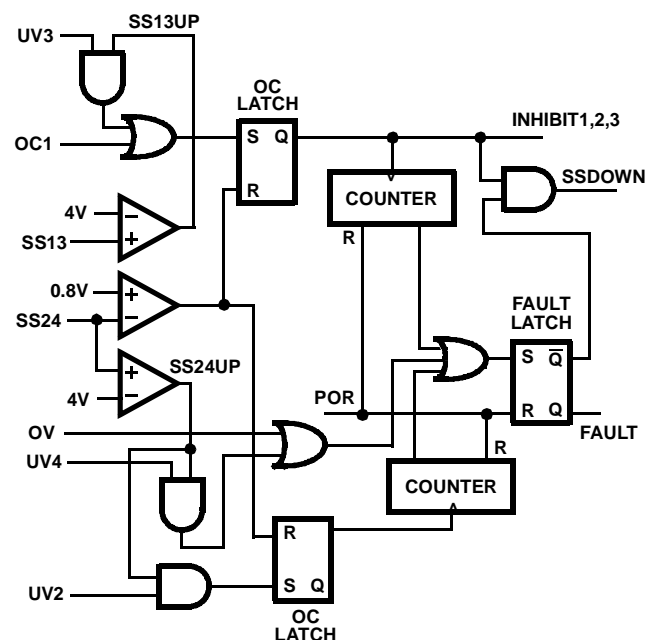 SS13UP
UV3
OC
LATCH
INHIBIT1,2,3
S Q
OC1
SSDOWN
R
COUNTER
4V
–
SS13
+
R
0.8V
+
FAULT
LATCH
SS24
–
S Q
SS24UP
+
POR
4V
–
R Q
OV
FAULT
R
UV4
COUNTER
R
S Q
UV2
OC
LATCH